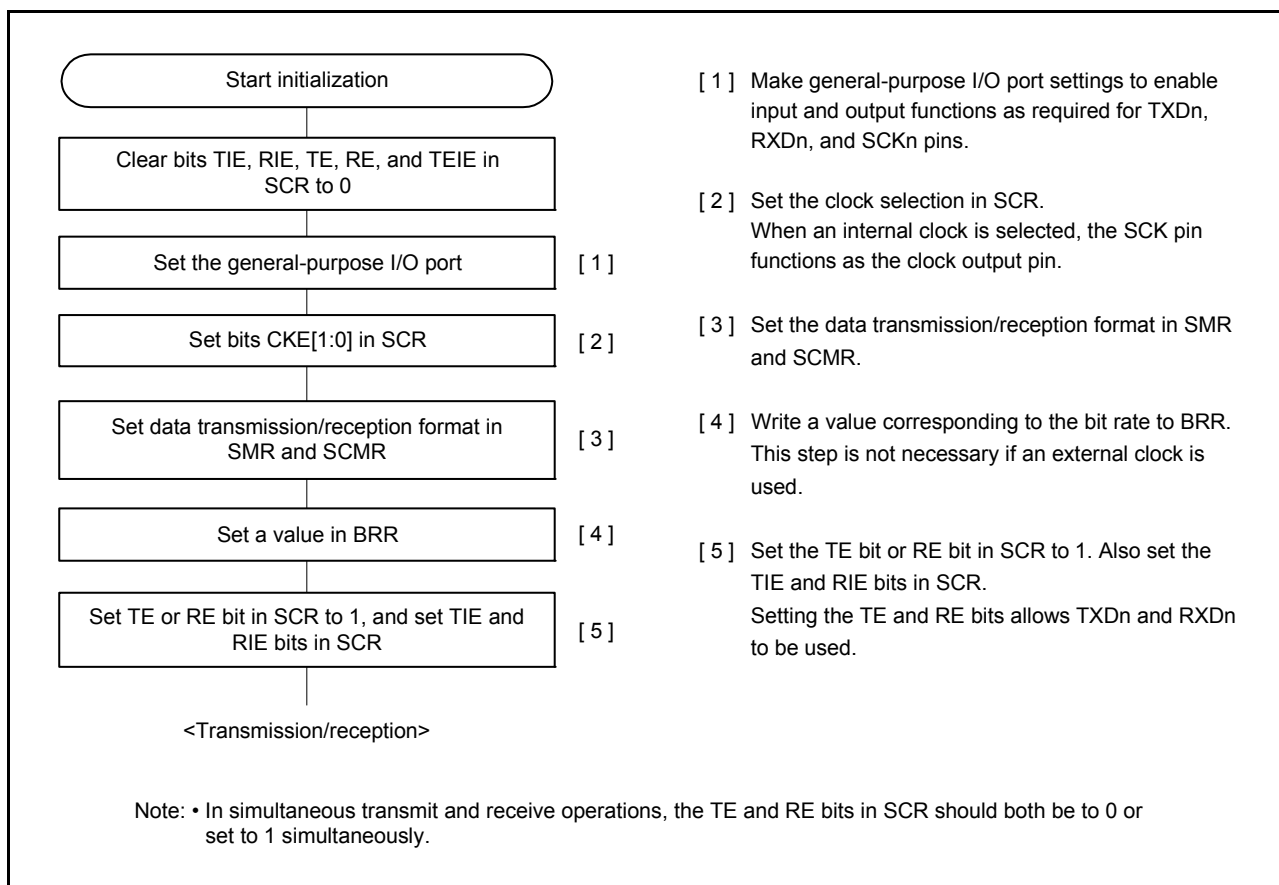 Start initialization
Clear bits TIE, RIE, TE, RE, and TEIE in
SCR to 0
Set the general-purpose I/O port
[ 1 ]
Set bits CKE[1:0] in SCR
[ 2 ]
Set data transmission/reception format in
SMR and SCMR
[ 3 ]
Set a value in BRR
[ 4 ]
Set TE or RE bit in SCR to 1, and set TIE and
RIE bits in SCR
[ 5 ]
<Transmission/reception>
[ 1 ] Make general-purpose I/O port settings to enable
input and output functions as required for TXDn,
RXDn, and SCKn pins.
[ 2 ] Set the clock selection in SCR.
When an internal clock is selected, the SCK pin
functions as the clock output pin.
[ 3 ] Set the data transmission/reception format in SMR
and SCMR.
[ 4 ] Write a value corresponding to the bit rate to BRR.
This step is not necessary if an external clock is
used.
[ 5 ] Set the TE bit or RE bit in SCR to 1. Also set the
TIE and RIE bits in SCR.
Setting the TE and RE bits allows TXDn and RXDn
to be used.
Note: • In simultaneous transmit and receive operations, the TE and RE bits in SCR should both be to 0 or
set to 1 simultaneously.